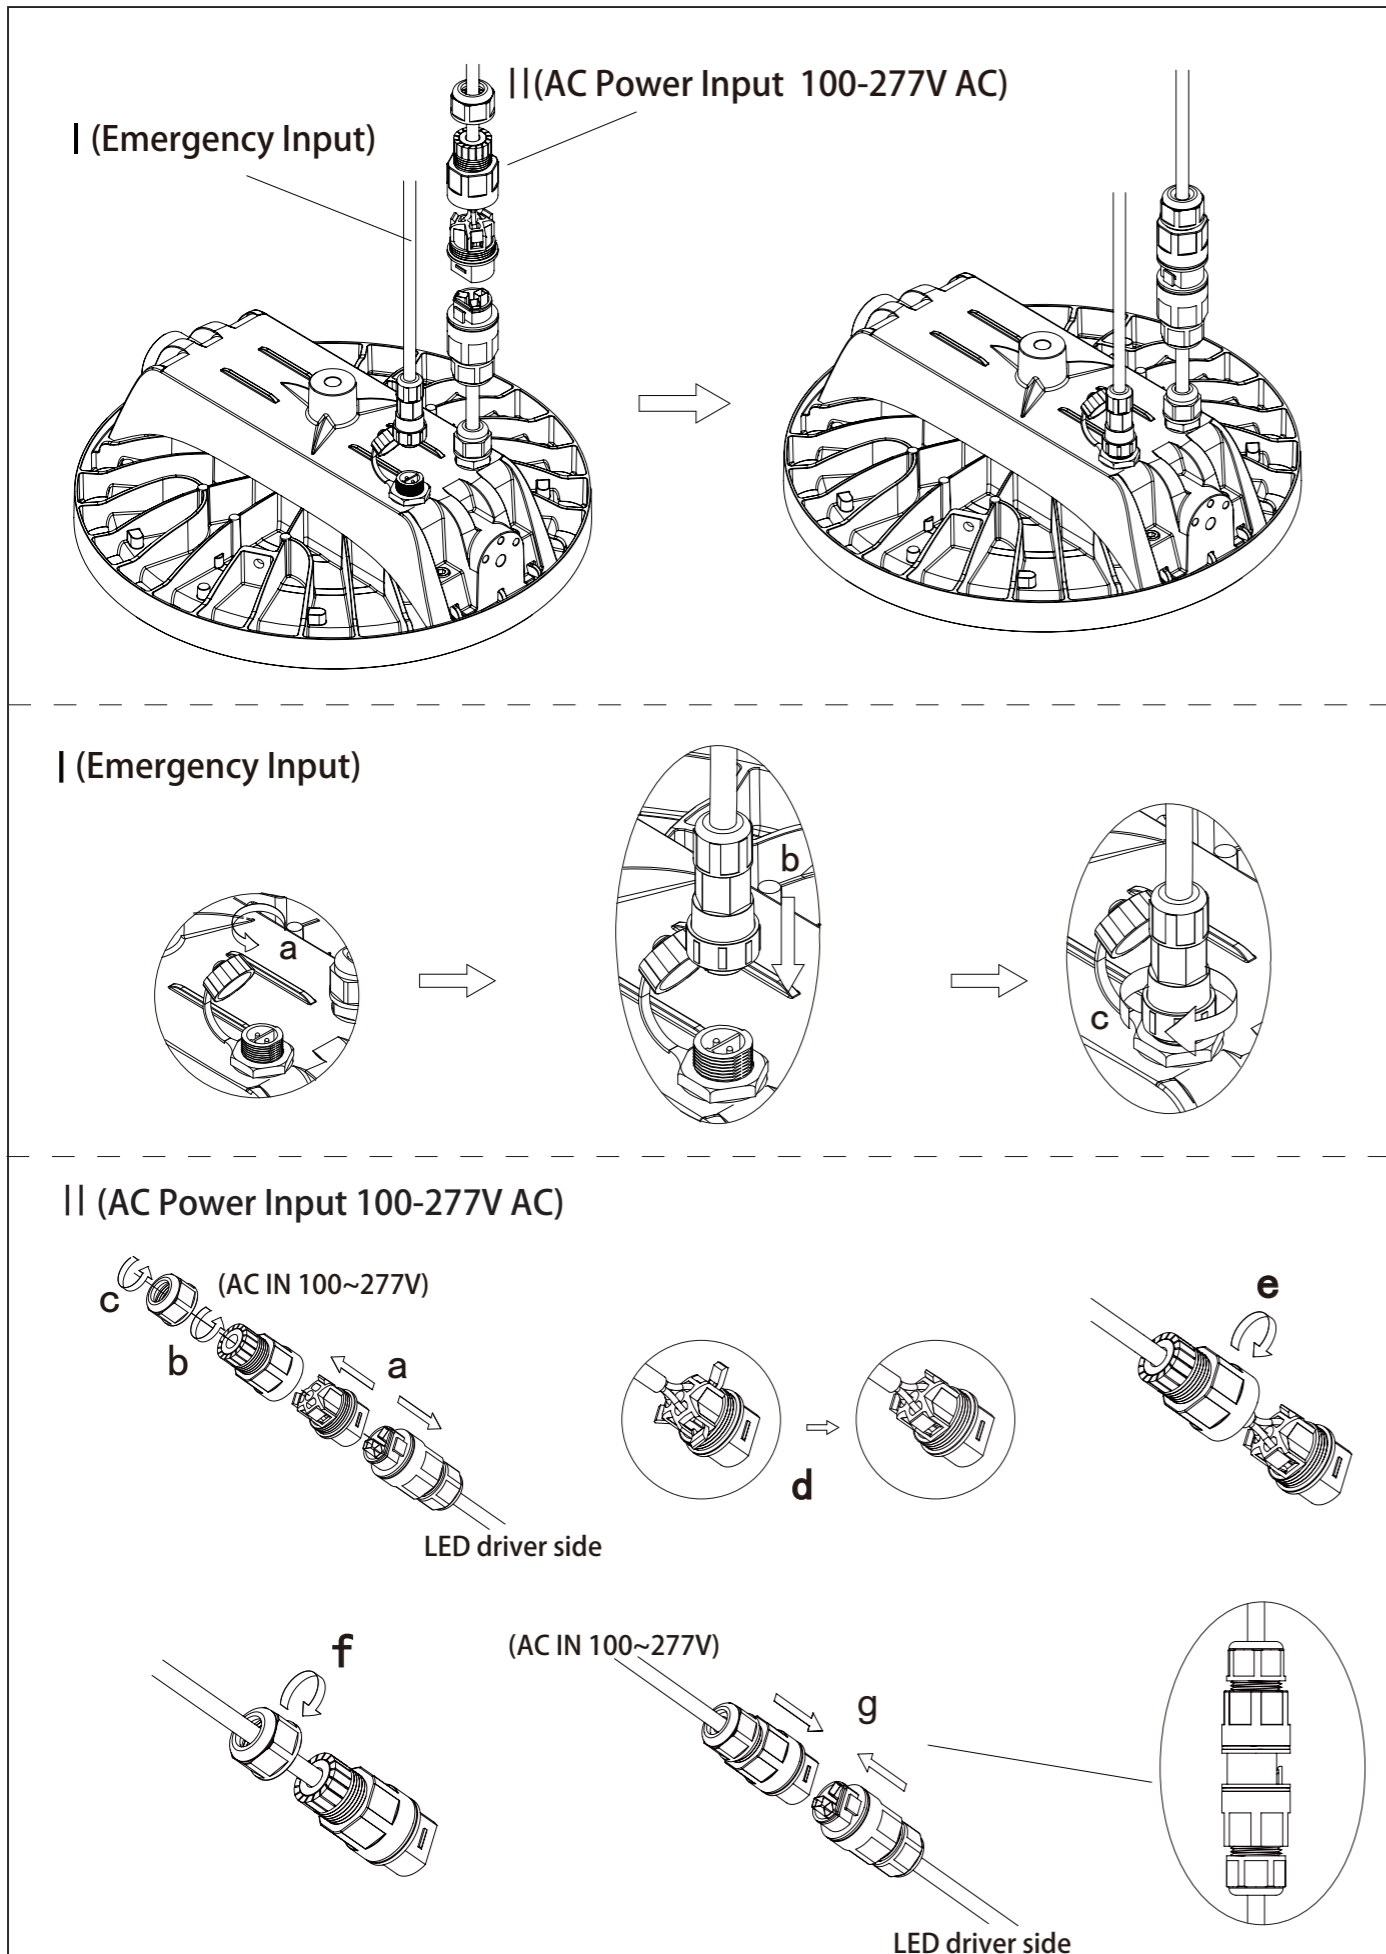 ||(AC Power Input 100-277V AC)
| (Emergency Input)
| (Emergency Input)
a
b
c
|| (AC Power Input 100-277V AC)
(AC IN 100~277V)
c
b
a
LED driver side
d
e
f
(AC IN 100~277V)
g
LED driver side